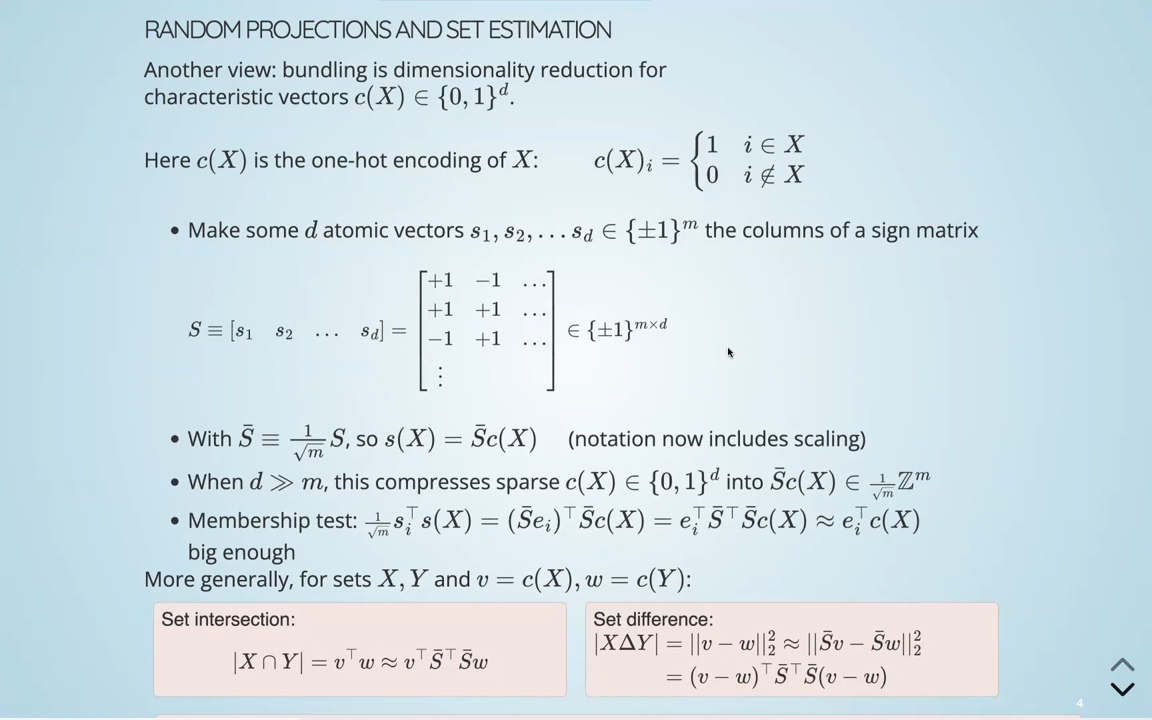 RANDOM PROJECTIONS AND SET ESTIMATION
Another view: bundling is dimensionality reduction for
characteristic vectors c(X) ∈ {0, 1}^d.
Here c(X) is the one-hot encoding of X: c(X)_i = { 1 i ∈ X
0 i ∉ X
• Make some d atomic vectors s_1, s_2, … s_d ∈ {±1}^m the columns of a sign matrix
S ≡ [s_1 s_2 … s_d] = [ +1 −1 …
+1 +1 …
−1 +1 …
⋮ ] ∈ {±1}^{m×d}
• With S̄ ≡ 1/√m S, so s(X) = S̄c(X) (notation now includes scaling)
• When d ≫ m, this compresses sparse c(X) ∈ {0, 1}^d into S̄c(X) ∈ 1/√m ℤ^m
• Membership test: 1/√m s_i^⊤ s(X) = (S̄e_i)^⊤ S̄c(X) = e_i^⊤ S̄^⊤ S̄c(X) ≈ e_i^⊤ c(X)
big enough
More generally, for sets X, Y and v = c(X), w = c(Y):
Set intersection:
|X ∩ Y| = v^⊤w ≈ v^⊤S̄^⊤S̄w
Set difference:
|XΔY| = ||v − w||_2^2 ≈ ||S̄v − S̄w||_2^2
= (v − w)^⊤S̄^⊤S̄(v − w)
4